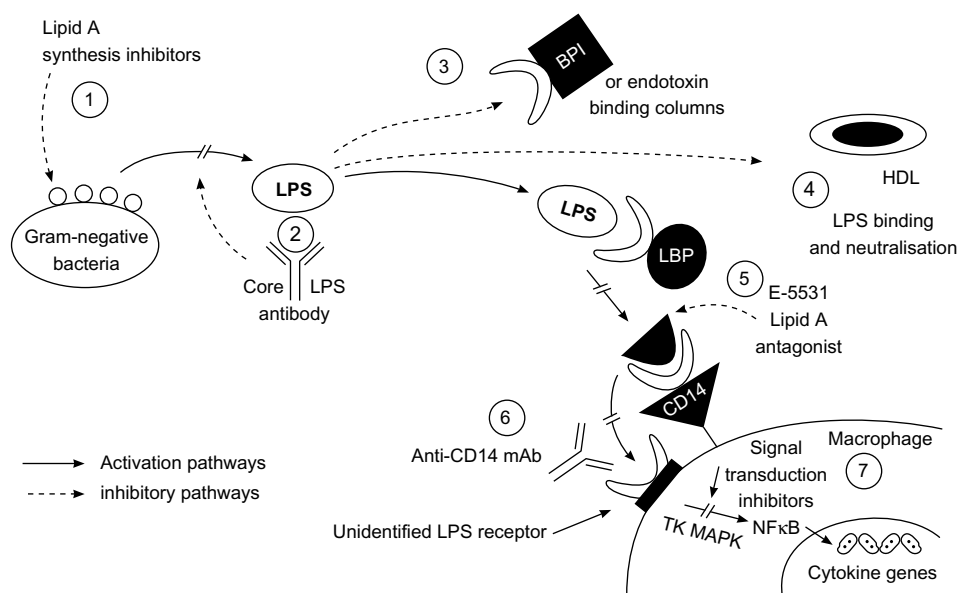 Lipid A
synthesis inhibitors
1
3
BPI
or endotoxin
binding columns
LPS
HDL
4
LPS binding
and neutralisation
Gram-negative
bacteria
2
Core LPS
antibody
LPS
LBP
5
E-5531
Lipid A
antagonist
CD14
6
Anti-CD14 mAb
Activation pathways
inhibitory pathways
Unidentified LPS receptor
Macrophage
7
Signal
transduction
inhibitors
TK MAPK
NFκB
Cytokine genes